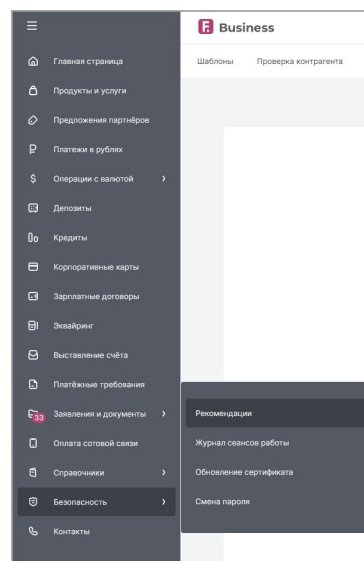 F. Business
Шаблоны Проверка контрагента
Главная страница
Продукты и услуги
Предложения партнёров
Платежи в рублях
Операции с валютой
Депозиты
Кредиты
Корпоративные карты
Зарплатные договоры
Эквайринг
Выставление счёта
Платёжные требования
33 Заявления и документы
Оплата сотовой связи
Справочники
Безопасность
Контакты
Рекомендации
Журнал сеансов работы
Обновление сертификата
Смена пароля